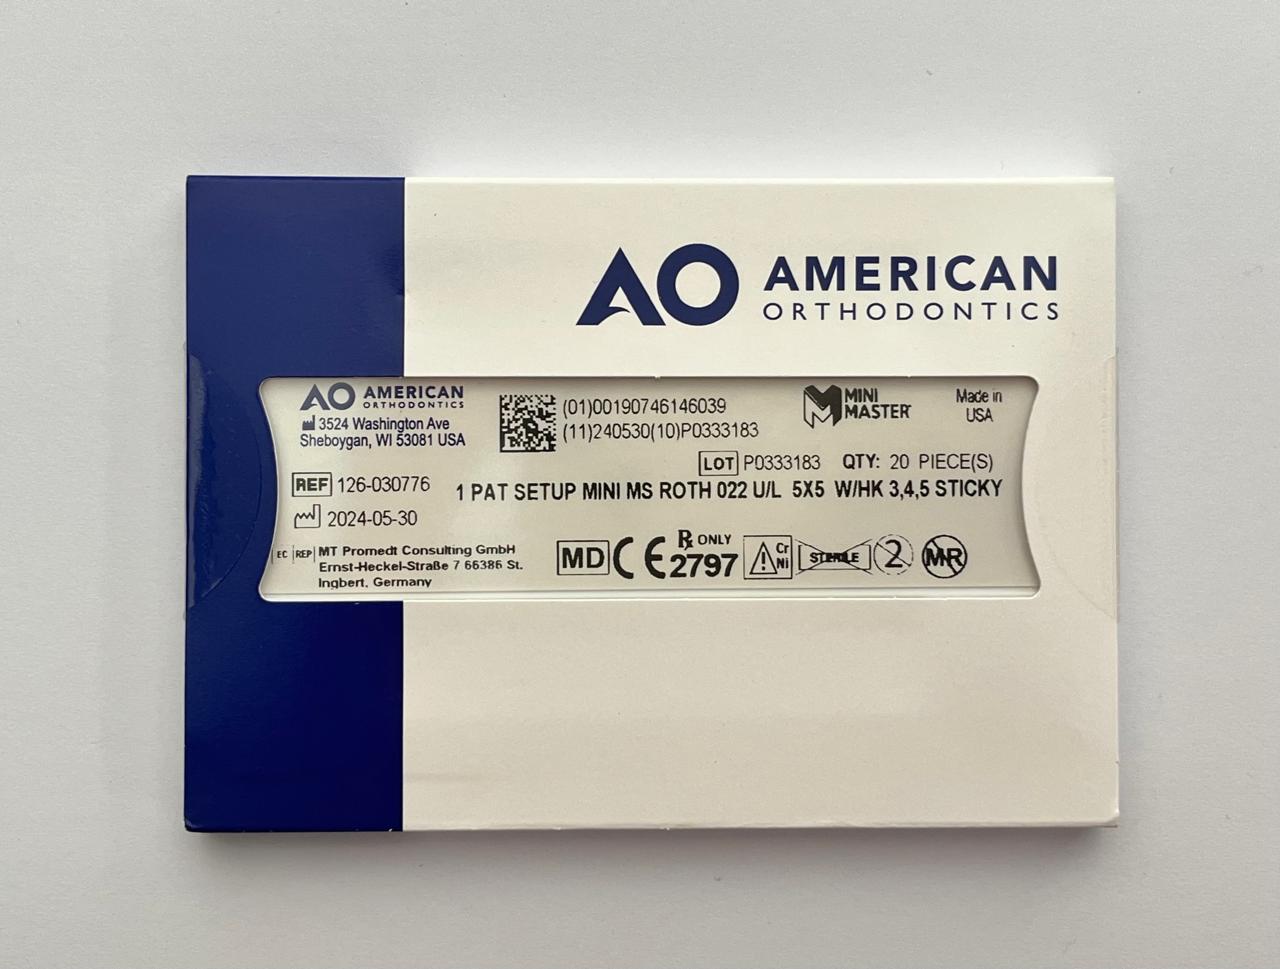 AO AMERICAN
ORTHODONTICS
AO AMERICAN
ORTHODONTICS
3524 Washington Ave
Sheboygan, WI 53081 USA
(01)00190746146039
(11)240530(10)P0333183
MINI
MASTER
Made in
USA
LOT P0333183 QTY: 20 PIECE(S)
REF 126-030776
1 PAT SETUP MINI MS ROTH 022 U/L 5X5 W/HK 3,4,5 STICKY
2024-05-30
EC REP MT Promedt Consulting GmbH
Ernst-Heckel-Straße 7 66386 St.
Ingbert, Germany
MD CE 2797
Rx ONLY
Cr
Ni
STERILE
2
MR